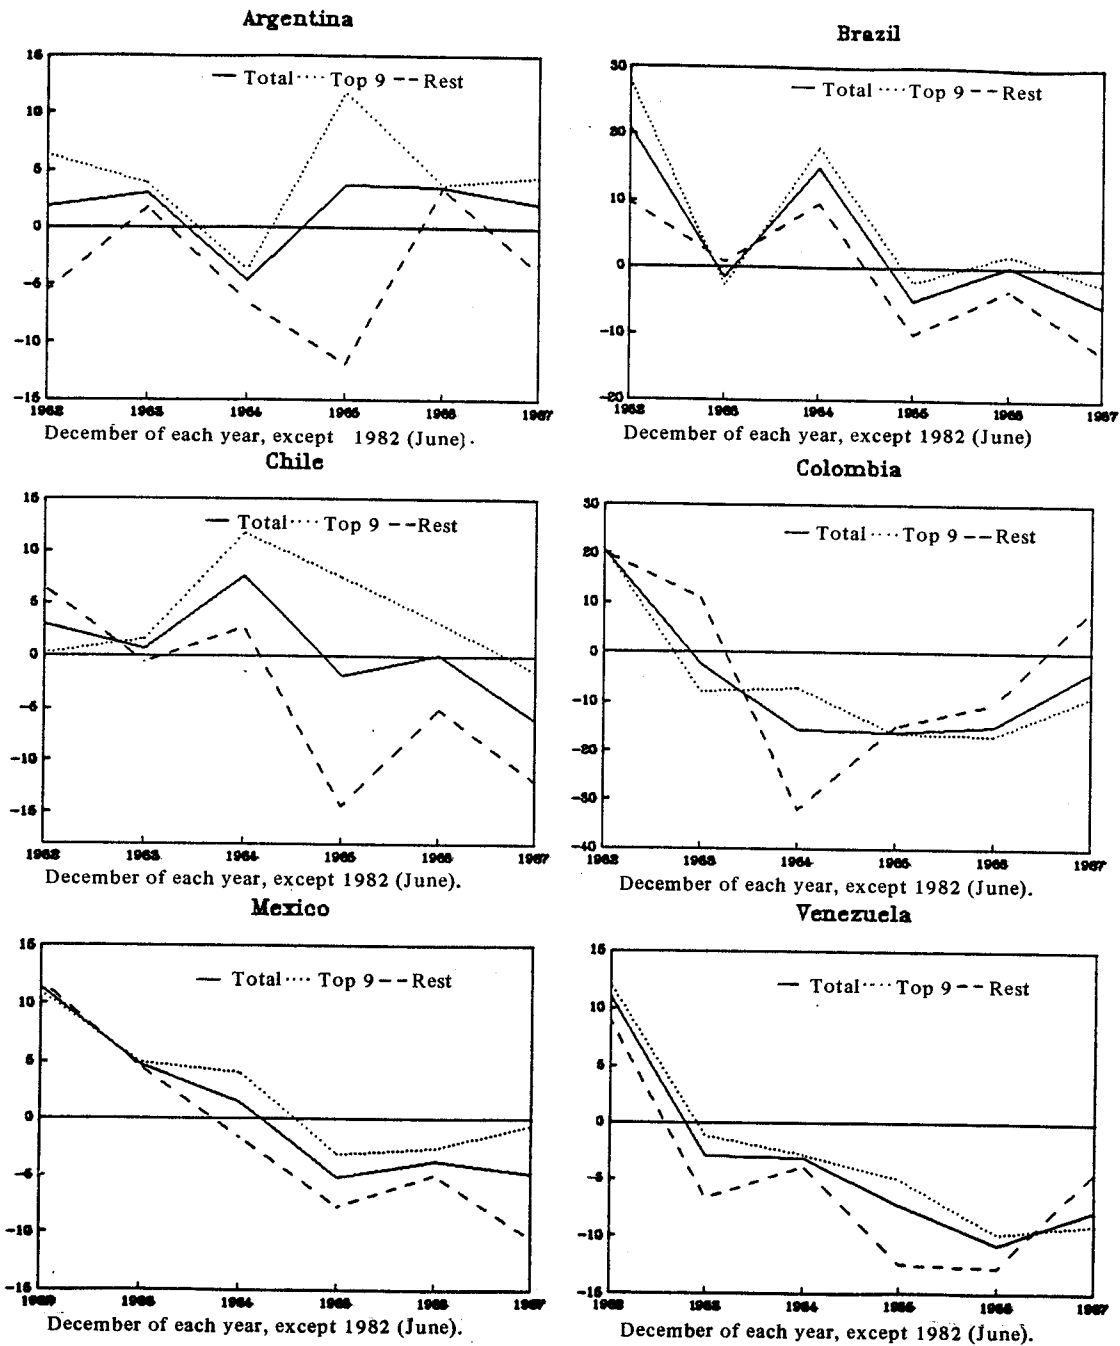 Argentina
Total Top 9 Rest
15
10
5
0
-5
-10
-15
1982 1983 1984 1985 1986 1987
December of each year, except 1982 (June).
Brazil
Total Top 9 Rest
30
20
10
0
-10
-20
1982 1983 1984 1985 1986 1987
December of each year, except 1982 (June)
Chile
Total Top 9 Rest
15
10
5
0
-5
-10
-15
1982 1983 1984 1985 1986 1987
December of each year, except 1982 (June).
Colombia
Total Top 9 Rest
30
20
10
0
-10
-20
-30
-40
1982 1983 1984 1985 1986 1987
December of each year, except 1982 (June).
Mexico
Total Top 9 Rest
15
10
5
0
-5
-10
-15
1983 1984 1985 1986 1987
December of each year, except 1982 (June).
Venezuela
Total Top 9 Rest
15
10
5
0
-5
-10
-15
1982 1983 1984 1985 1986 1987
December of each year, except 1982 (June).